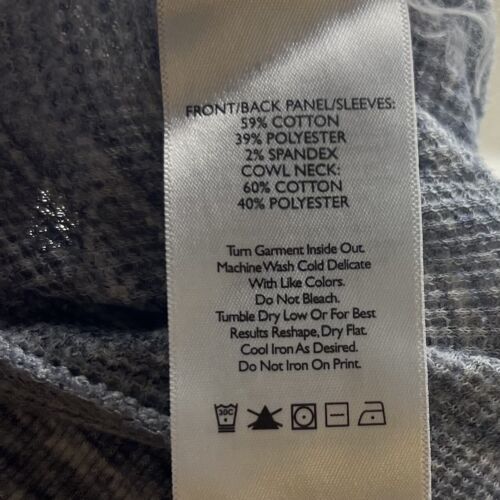 FRONT/BACK PANEL/SLEEVES:
59% COTTON
39% POLYESTER
2% SPANDEX
COWL NECK:
60% COTTON
40% POLYESTER
Turn Garment Inside Out.
Machine Wash Cold Delicate
With Like Colors.
Do Not Bleach.
Tumble Dry Low Or For Best
Results Reshape, Dry Flat.
Cool Iron As Desired.
Do Not Iron On Print.
30C